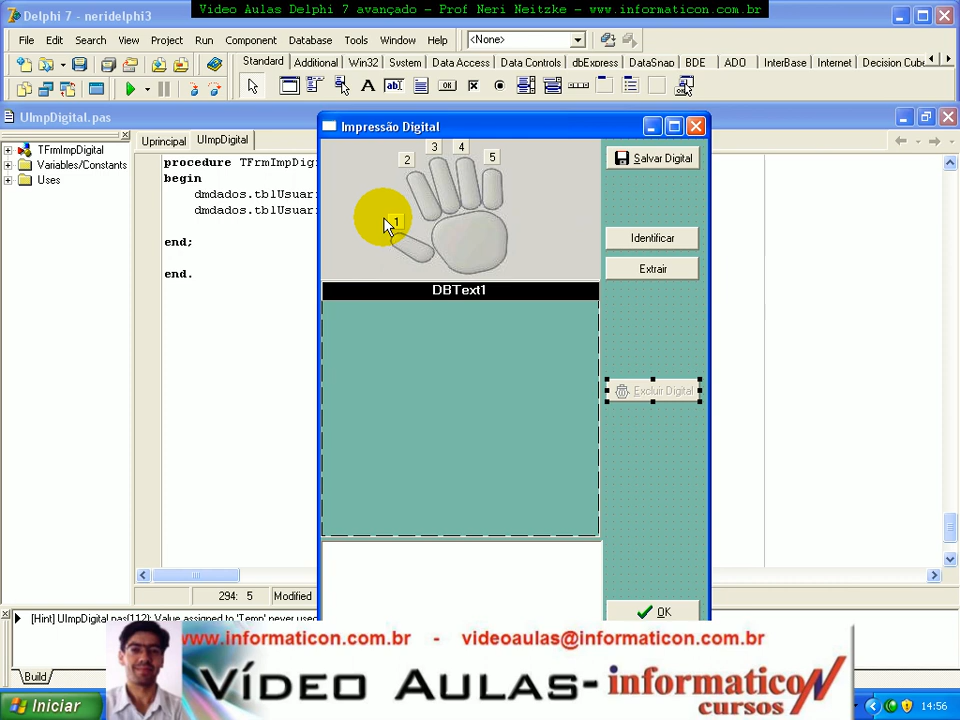 Video Aulas Delphi 7 avançado – Prof Neri Neitzke – www.informaticon.com.br
Delphi 7 - neridelphi3
File Edit Search View Project Run Component Database Tools Window Help <None>
Standard Additional Win32 System Data Access Data Controls dbExpress DataSnap BDE ADO InterBase Internet Decision Cube
UImpDigital.pas
TFrmImpDigital
Variables/Constants
Uses
Uprincipal UImpDigital
procedure TFrmImpDig
begin
dmdados.tblUsuar
dmdados.tblUsuar
end;
end.
Impressão Digital
1
2
3
4
5
Salvar Digital
Identificar
Extrair
DBText1
Excluir Digital
OK
294: 5 Modified
[Hint] UImpDigital.pas(112): Value assigned to 'Temp' never used
Build
www.informaticon.com.br - videoaulas@informaticon.com.br
Vídeo Aulas- informaticon
cursos
Iniciar
14:56